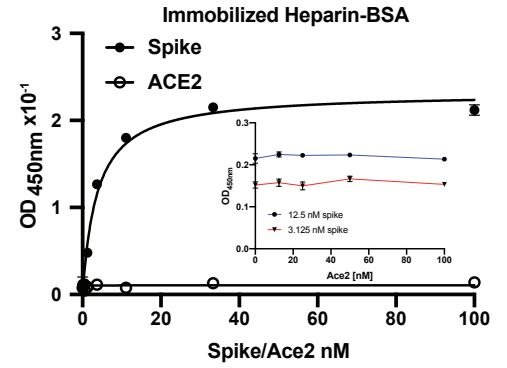 Immobilized Heparin-BSA
Spike
ACE2
OD450nm x10-1
3
2
1
0
0 20 40 60 80 100
Spike/Ace2 nM
OD450nm
0.3
0.2
0.1
0.0
12.5 nM spike
3.125 nM spike
0 20 40 60 80 100
Ace2 [nM]